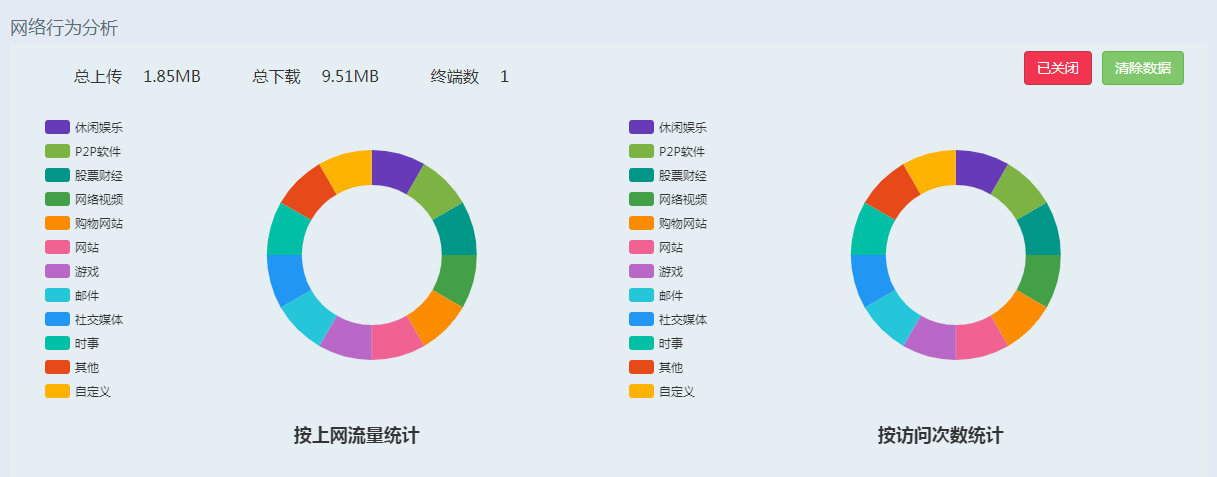 网络行为分析
总上传 1.85MB 总下载 9.51MB 终端数 1
已关闭 清除数据
休闲娱乐
P2P软件
股票财经
网络视频
购物网站
网站
游戏
邮件
社交媒体
时事
其他
自定义
按上网流量统计
休闲娱乐
P2P软件
股票财经
网络视频
购物网站
网站
游戏
邮件
社交媒体
时事
其他
自定义
按访问次数统计